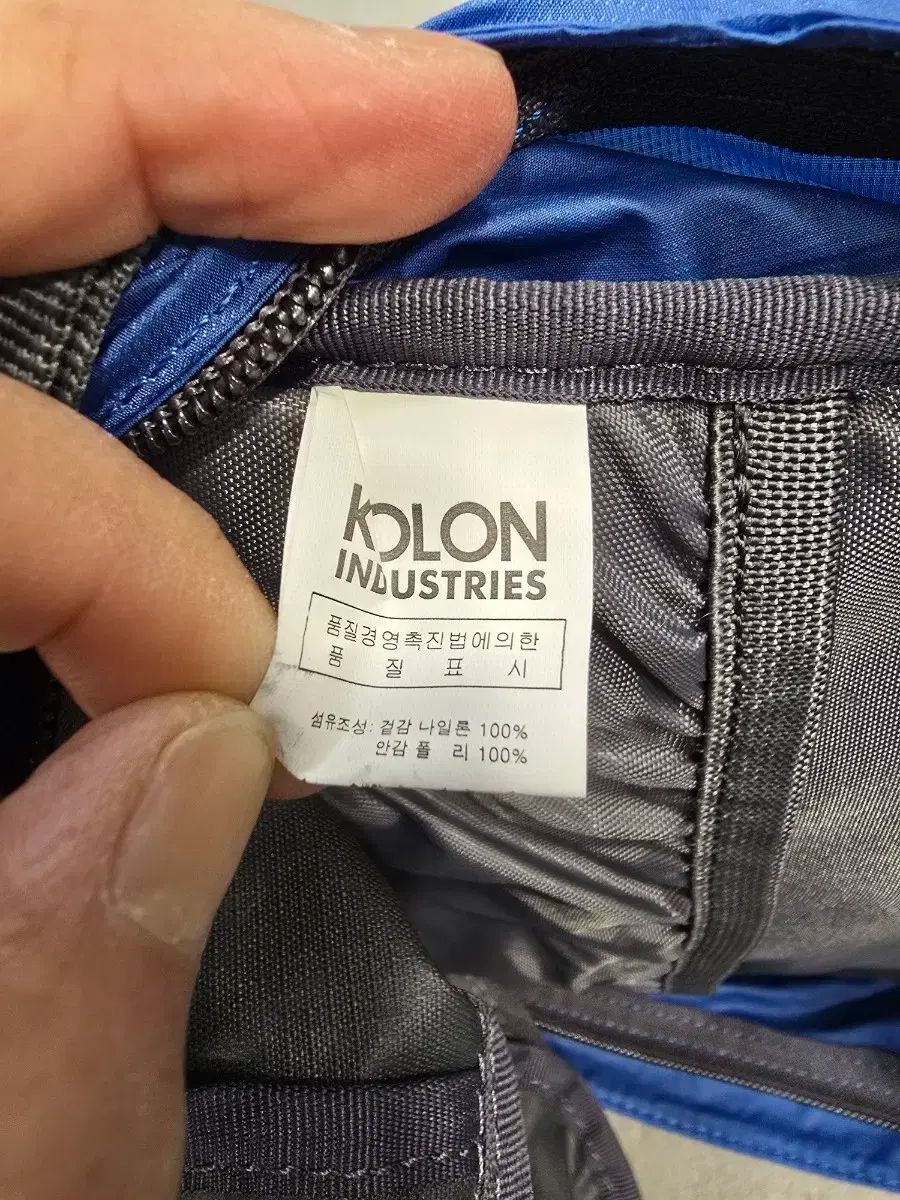 KOLON
INDUSTRIES
품질경영촉진법에의한
품 질 표 시
섬유조성: 겉감 나일론 100%
안감 폴 리 100%